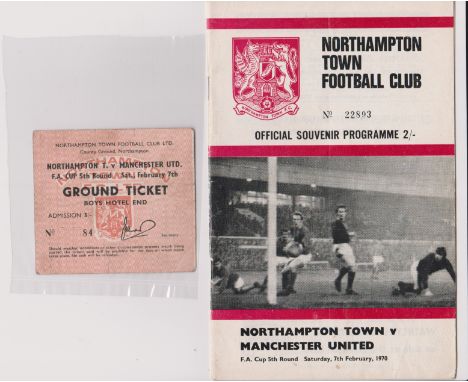 NORTHAMPTON TOWN FOOTBALL CLUB LTD.
County Ground, Northampton
NORTHAMPTON T. v MANCHESTER UTD.
F.A. CUP 5th Round Sat., February 7th
GROUND TICKET
BOYS HOTEL END
ADMISSION
No 84
Secretary
NORTHAMPTON
TOWN
FOOTBALL CLUB
No 22893
OFFICIAL SOUVENIR PROGRAMME 2/-
NORTHAMPTON TOWN v
MANCHESTER UNITED
F.A. Cup 5th Round Saturday, 7th February, 1970